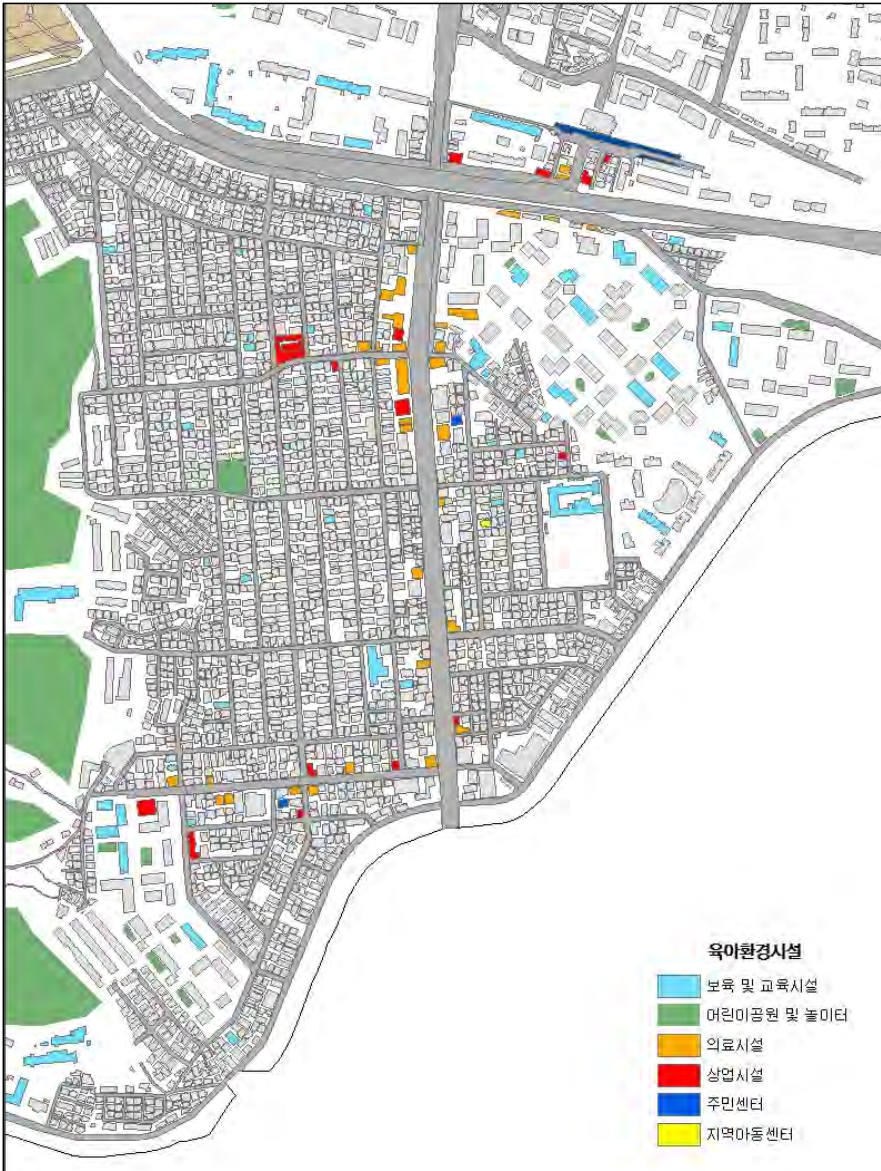 육아환경시설
보육 및 교육시설
어린이공원 및 놀이터
의료시설
상업시설
주민센터
지역아동센터